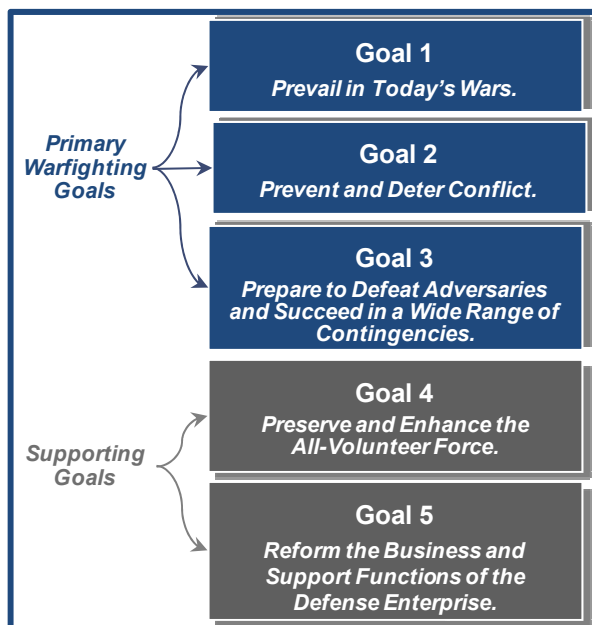 Primary
Warfighting
Goals
Goal 1
Prevail in Today's Wars.
Goal 2
Prevent and Deter Conflict.
Goal 3
Prepare to Defeat Adversaries
and Succeed in a Wide Range of
Contingencies.
Supporting
Goals
Goal 4
Preserve and Enhance the
All-Volunteer Force.
Goal 5
Reform the Business and
Support Functions of the
Defense Enterprise.